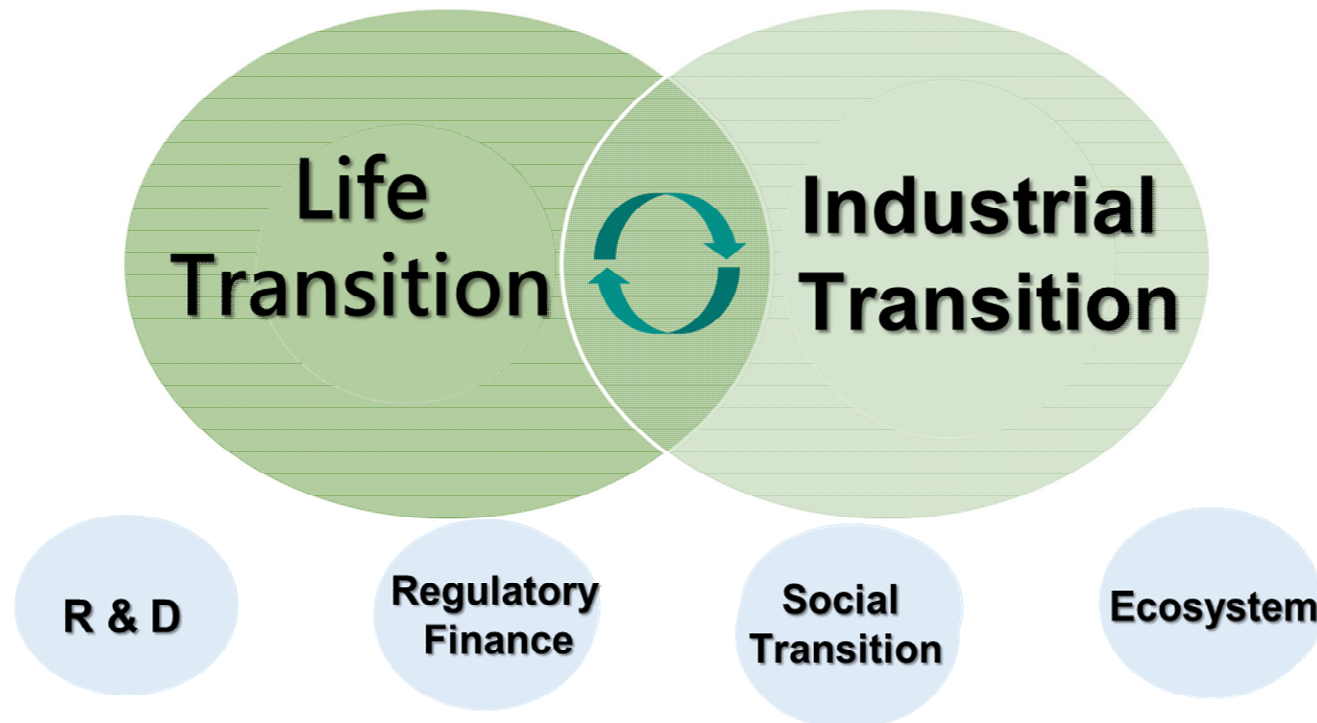 Life
Transition
Industrial
Transition
R & D
Regulatory
Finance
Social
Transition
Ecosystem